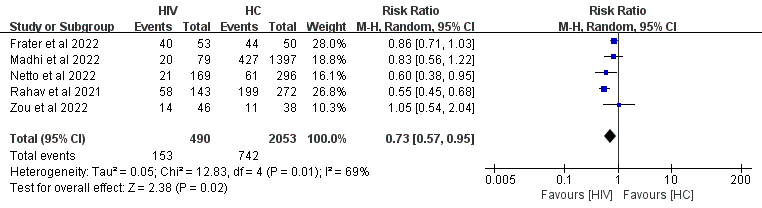 HIV HC Risk Ratio Risk Ratio
Study or Subgroup Events Total Events Total Weight M-H, Random, 95% CI M-H, Random, 95% CI
Frater et al 2022 40 53 44 50 28.0% 0.86 [0.71, 1.03]
Madhi et al 2022 20 79 427 1397 18.8% 0.83 [0.56, 1.22]
Netto et al 2022 21 169 61 296 16.1% 0.60 [0.38, 0.95]
Rahav et al 2021 58 143 199 272 26.8% 0.55 [0.45, 0.68]
Zou et al 2022 14 46 11 38 10.3% 1.05 [0.54, 2.04]
Total (95% CI) 490 2053 100.0% 0.73 [0.57, 0.95]
Total events 153 742
Heterogeneity: Tau² = 0.05; Chi² = 12.83, df = 4 (P = 0.01); I² = 69%
Test for overall effect: Z = 2.38 (P = 0.02)
0.005 0.1 1 10 200
Favours [HIV] Favours [HC]